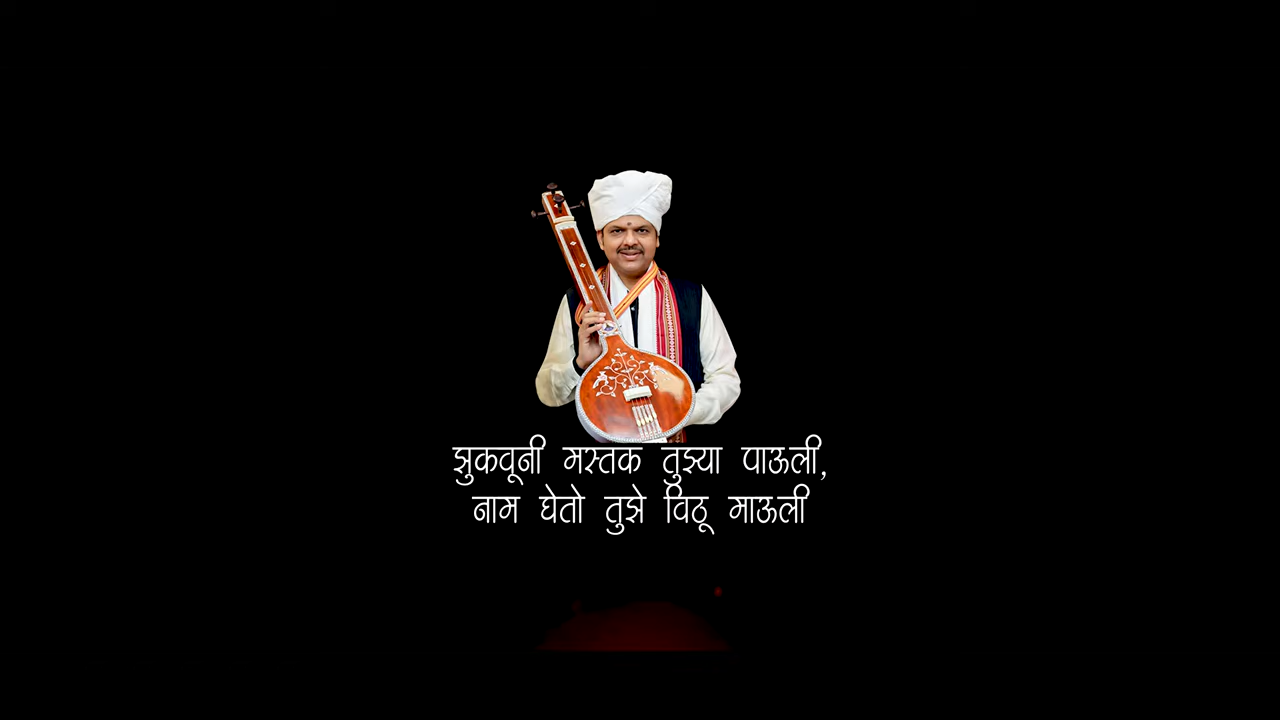 झुकवूनी मस्तक तुझ्या पाऊली,
नाम घेतो तुझे विठू माऊली